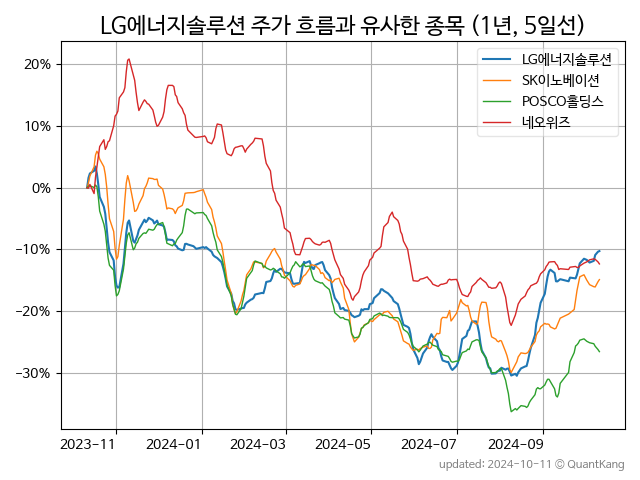 LG에너지솔루션 주가 흐름과 유사한 종목 (1년, 5일선)
LG에너지솔루션
SK이노베이션
POSCO홀딩스
네오위즈
20%
10%
0%
-10%
-20%
-30%
2023-11
2024-01
2024-03
2024-05
2024-07
2024-09
updated: 2024-10-11 © QuantKang